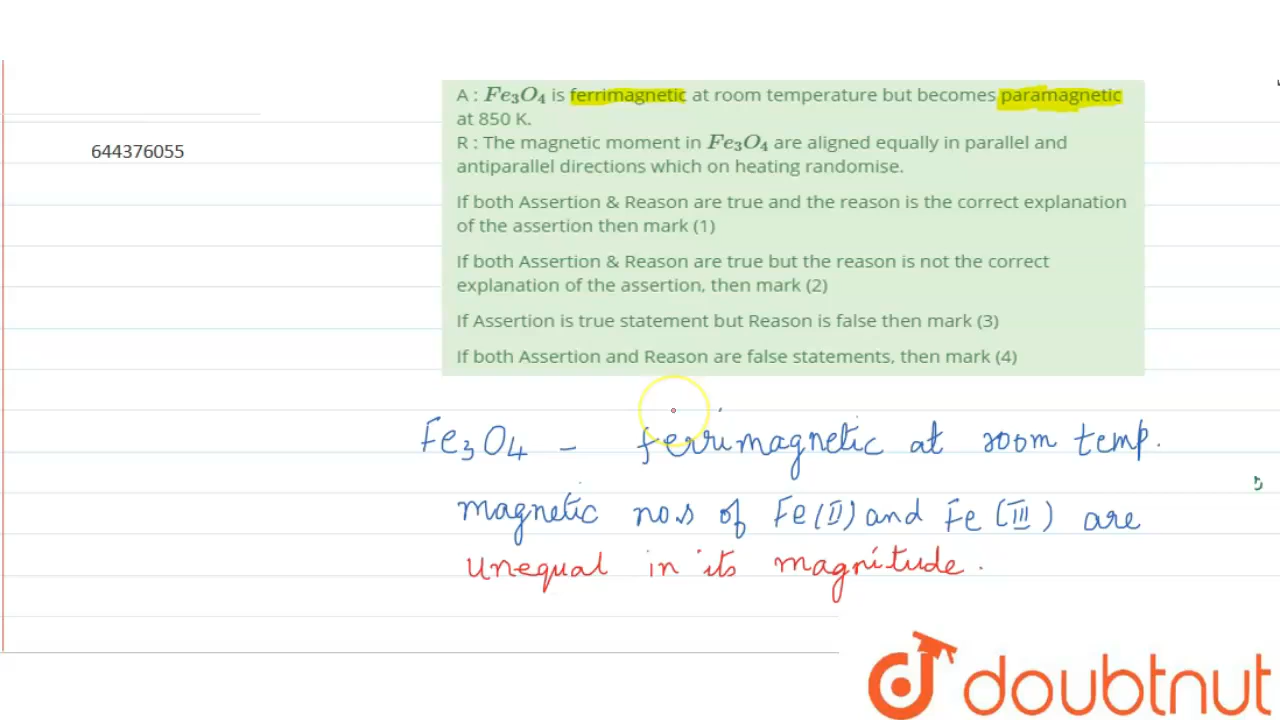 A : Fe₃O₄ is ferrimagnetic at room temperature but becomes paramagnetic
at 850 K.
644376055
R : The magnetic moment in Fe₃O₄ are aligned equally in parallel and
antiparallel directions which on heating randomise.
If both Assertion & Reason are true and the reason is the correct explanation
of the assertion then mark (1)
If both Assertion & Reason are true but the reason is not the correct
explanation of the assertion, then mark (2)
If Assertion is true statement but Reason is false then mark (3)
If both Assertion and Reason are false statements, then mark (4)
Fe₃O₄ - ferrimagnetic at room temp.
magnetic nos of Fe(II) and Fe(III) are
unequal in its magnitude.
doubtnut